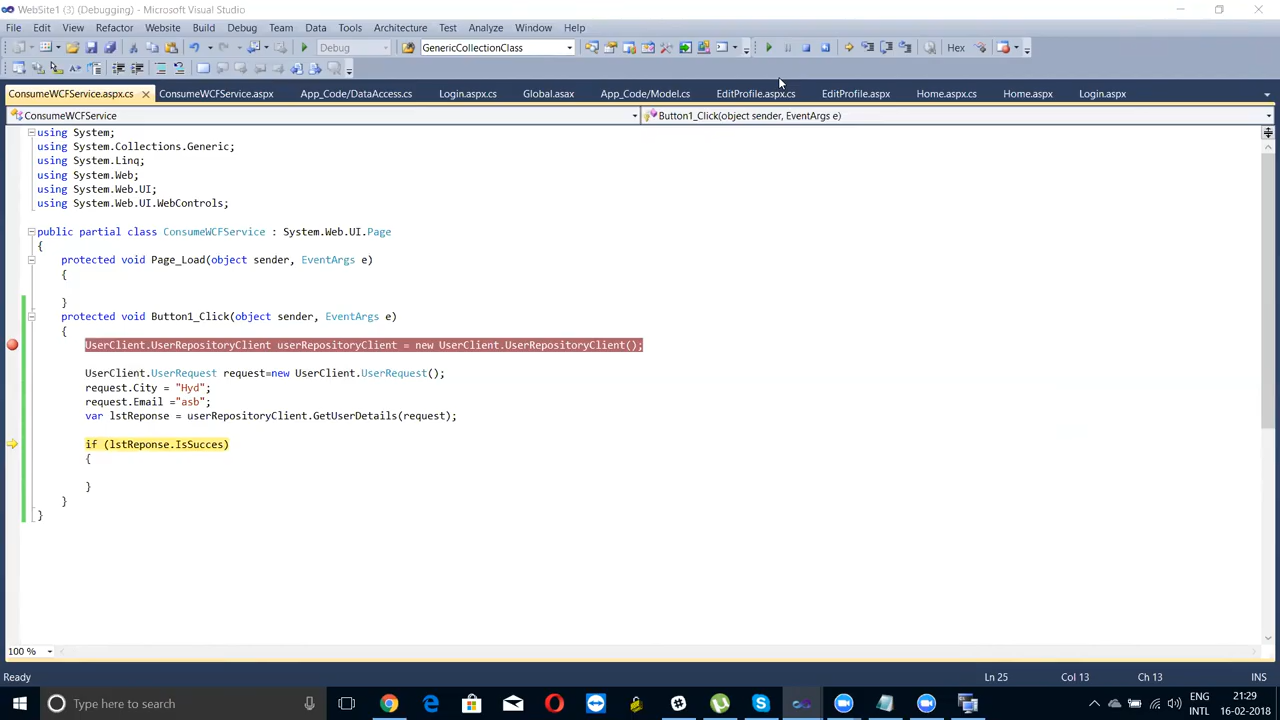 WebSite1 (3) (Debugging) - Microsoft Visual Studio
File Edit View Refactor Website Build Debug Team Data Tools Architecture Test Analyze Window Help
Debug GenericCollectionClass Hex
ConsumeWCFService.aspx.cs ConsumeWCFService.aspx App_Code/DataAccess.cs Login.aspx.cs Global.asax App_Code/Model.cs EditProfile.aspx.cs EditProfile.aspx Home.aspx.cs Home.aspx Login.aspx
ConsumeWCFService Button1_Click(object sender, EventArgs e)
using System;
using System.Collections.Generic;
using System.Linq;
using System.Web;
using System.Web.UI;
using System.Web.UI.WebControls;
public partial class ConsumeWCFService : System.Web.UI.Page
{
protected void Page_Load(object sender, EventArgs e)
{
}
protected void Button1_Click(object sender, EventArgs e)
{
UserClient.UserRepositoryClient userRepositoryClient = new UserClient.UserRepositoryClient();
UserClient.UserRequest request=new UserClient.UserRequest();
request.City = "Hyd";
request.Email ="asb";
var lstReponse = userRepositoryClient.GetUserDetails(request);
if (lstReponse.IsSucces)
{
}
}
}
100 %
Ready Ln 25 Col 13 Ch 13 INS
Type here to search ENG 21:29
INTL 16-02-2018